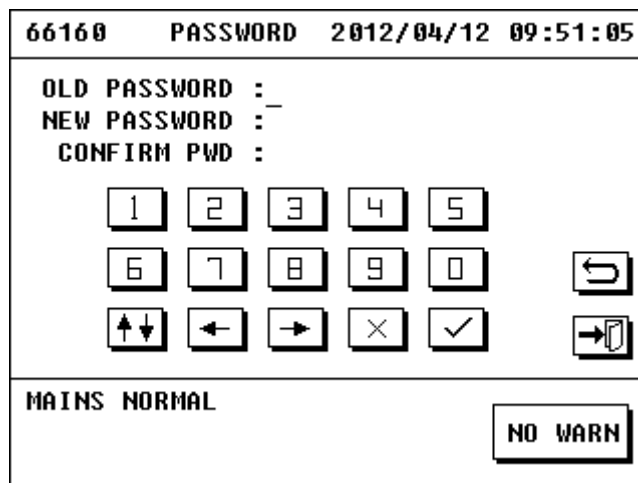 66160 PASSWORD 2012/04/12 09:51:05
OLD PASSWORD :_
NEW PASSWORD :
CONFIRM PWD :
1 2 3 4 5
6 7 8 9 0
MAINS NORMAL
NO WARN